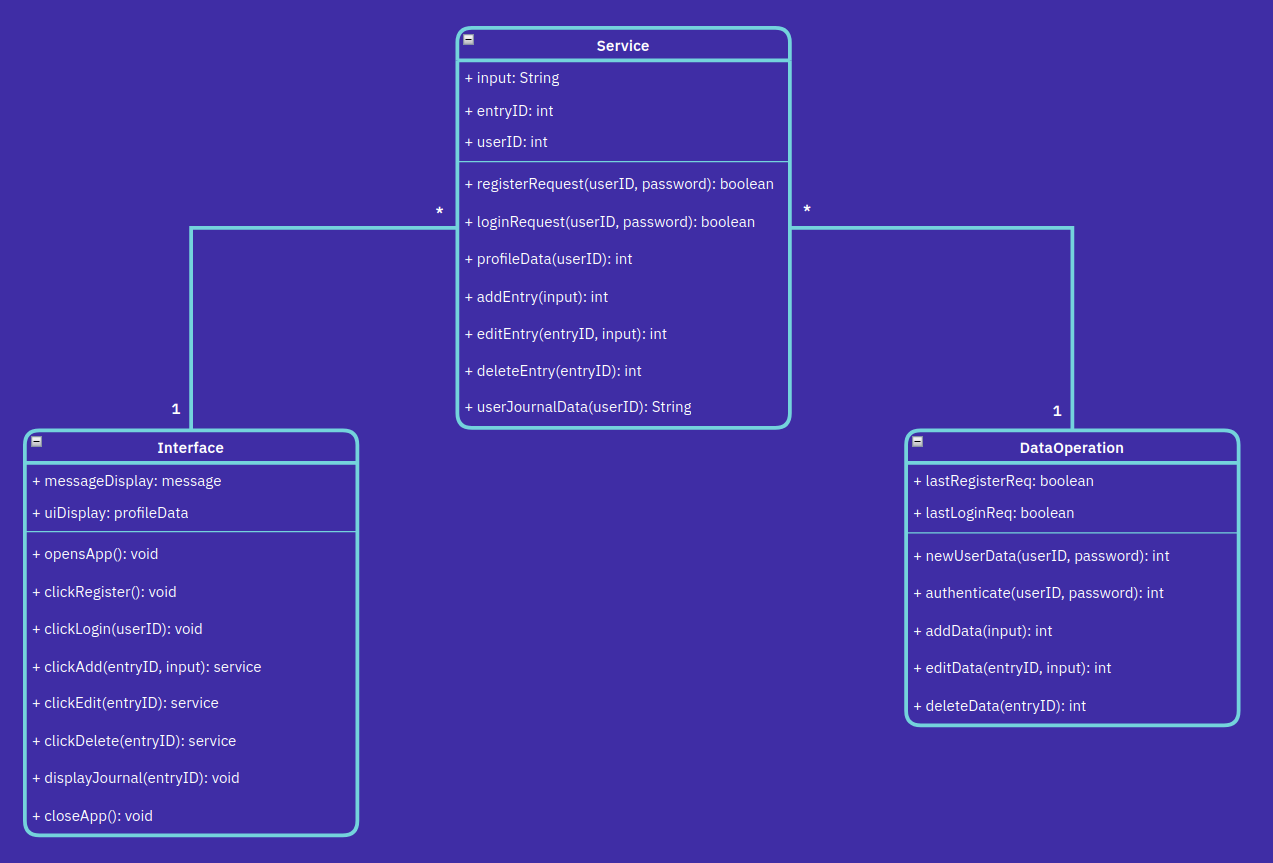 Service
+ input: String
+ entryID: int
+ userID: int
+ registerRequest(userID, password): boolean
+ loginRequest(userID, password): boolean
+ profileData(userID): int
+ addEntry(input): int
+ editEntry(entryID, input): int
+ deleteEntry(entryID): int
+ userJournalData(userID): String
*
*
1
1
Interface
+ messageDisplay: message
+ uiDisplay: profileData
+ opensApp(): void
+ clickRegister(): void
+ clickLogin(userID): void
+ clickAdd(entryID, input): service
+ clickEdit(entryID): service
+ clickDelete(entryID): service
+ displayJournal(entryID): void
+ closeApp(): void
DataOperation
+ lastRegisterReq: boolean
+ lastLoginReq: boolean
+ newUserData(userID, password): int
+ authenticate(userID, password): int
+ addData(input): int
+ editData(entryID, input): int
+ deleteData(entryID): int